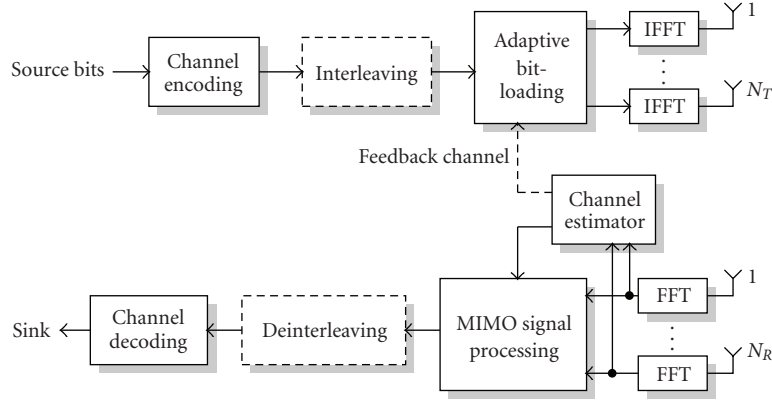 Source bits
Channel
encoding
Interleaving
Adaptive
bit-
loading
IFFT
1
IFFT
N_T
Feedback channel
Channel
estimator
Sink
Channel
decoding
Deinterleaving
MIMO signal
processing
FFT
1
FFT
N_R